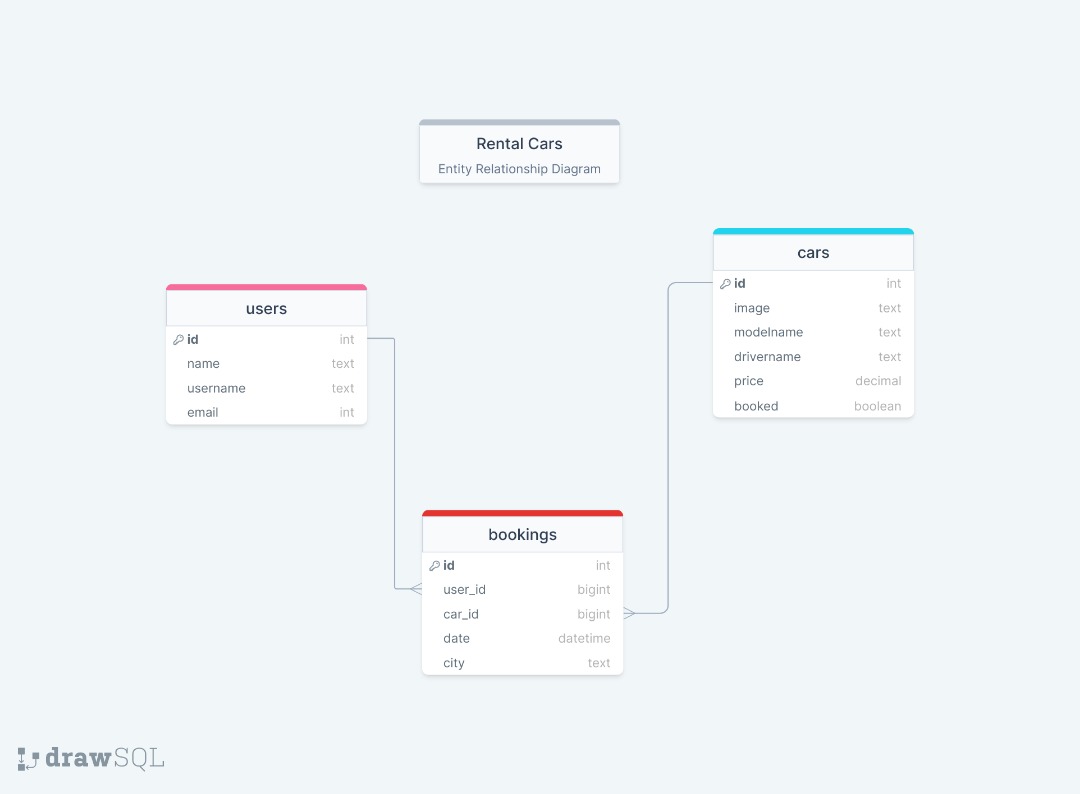 Rental Cars
Entity Relationship Diagram
users
id int
name text
username text
email int
cars
id int
image text
modelname text
drivername text
price decimal
booked boolean
bookings
id int
user_id bigint
car_id bigint
date datetime
city text
drawSQL